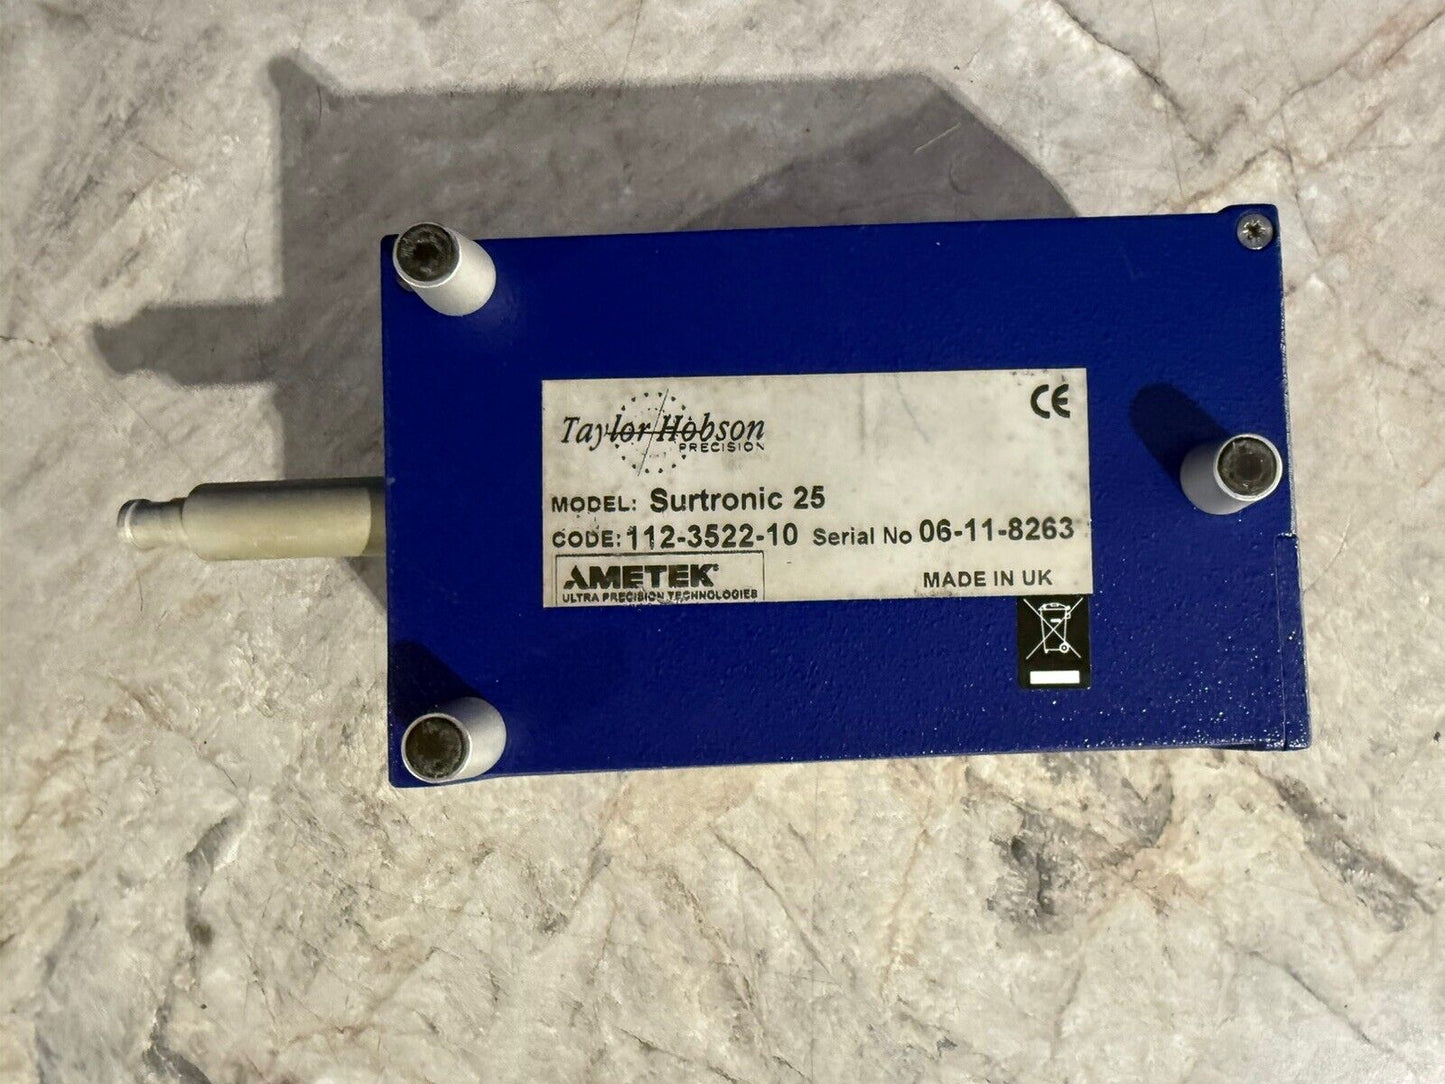 Taylor Hobson
PRECISION
CE
MODEL: Surtronic 25
CODE: 112-3522-10 Serial No 06-11-8263
AMETEK®
ULTRA PRECISION TECHNOLOGIES
MADE IN UK